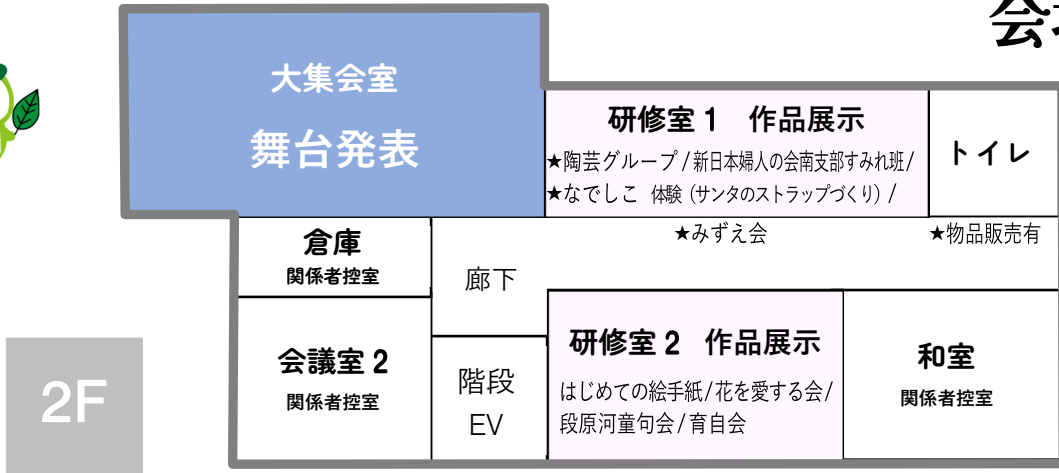 会場
大集会室
舞台発表
研修室1　作品展示
★陶芸グループ/新日本婦人の会南支部すみれ班/
★なでしこ 体験(サンタのストラップづくり) /
トイレ
★みずえ会
★物品販売有
倉庫
関係者控室
廊下
会議室2
関係者控室
階段
EV
研修室2　作品展示
はじめての絵手紙/花を愛する会/
段原河童句会/育自会
和室
関係者控室
2F